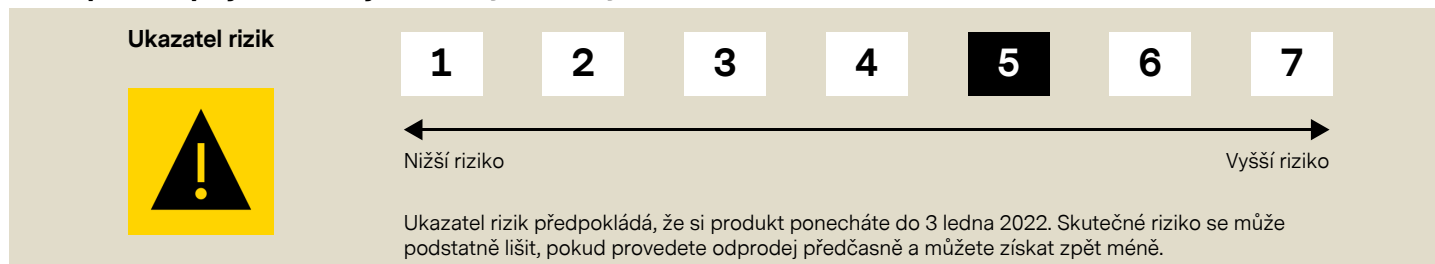 Ukazatel rizik
1 2 3 4 5 6 7
Nižší riziko Vyšší riziko
Ukazatel rizik předpokládá, že si produkt ponecháte do 3 ledna 2022. Skutečné riziko se může
podstatně lišit, pokud provedete odprodej předčasně a můžete získat zpět méně.